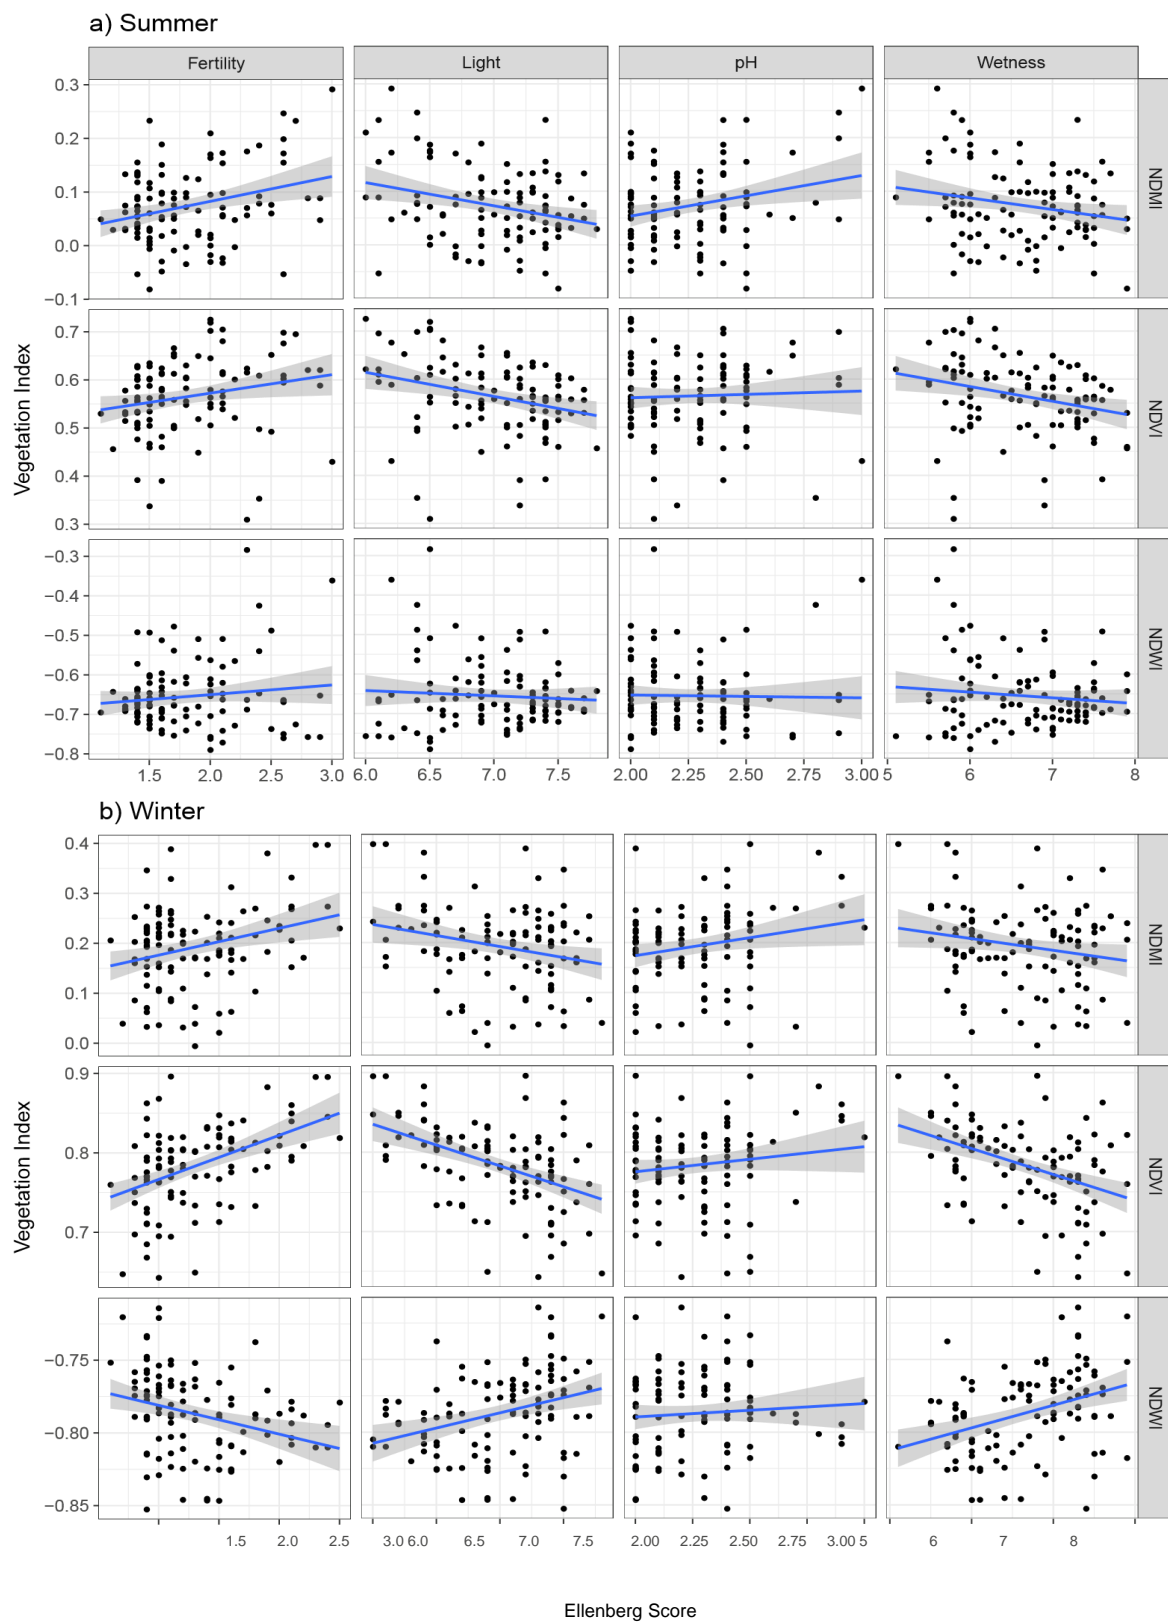 a) Summer
Fertility Light pH Wetness
0.3
0.2
0.1
0.0
−0.1
NDMI
0.7
0.6
0.5
0.4
0.3
NDVI
Vegetation Index
−0.3
−0.4
−0.5
−0.6
−0.7
−0.8
NDWI
1.5 2.0 2.5 3.0 6.0 6.5 7.0 7.5 2.00 2.25 2.50 2.75 3.00 5 6 7 8
b) Winter
0.4
0.3
0.2
0.1
0.0
NDMI
0.9
0.8
0.7
NDVI
Vegetation Index
−0.75
−0.80
−0.85
NDWI
1.5 2.0 2.5 3.0 6.0 6.5 7.0 7.5 2.00 2.25 2.50 2.75 3.00 5 6 7 8
Ellenberg Score